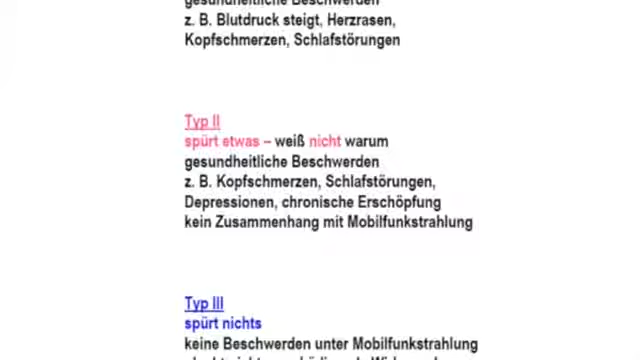 gesundheitliche Beschwerden
z. B. Blutdruck steigt, Herzrasen,
Kopfschmerzen, Schlafstörungen
Typ II
spürt etwas – weiß nicht warum
gesundheitliche Beschwerden
z. B. Kopfschmerzen, Schlafstörungen,
Depressionen, chronische Erschöpfung
kein Zusammenhang mit Mobilfunkstrahlung
Typ III
spürt nichts
keine Beschwerden unter Mobilfunkstrahlung